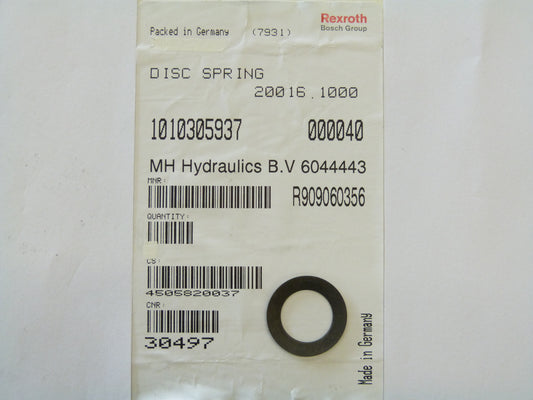 Packed in Germany (7931)
Rexroth
Bosch Group
DISC SPRING
20016.1000
1010305937 000040
MH Hydraulics B.V 6044443
MNR:
R909060356
QUANTITY:
CS:
4505820037
CNR:
30497
Made in Germany